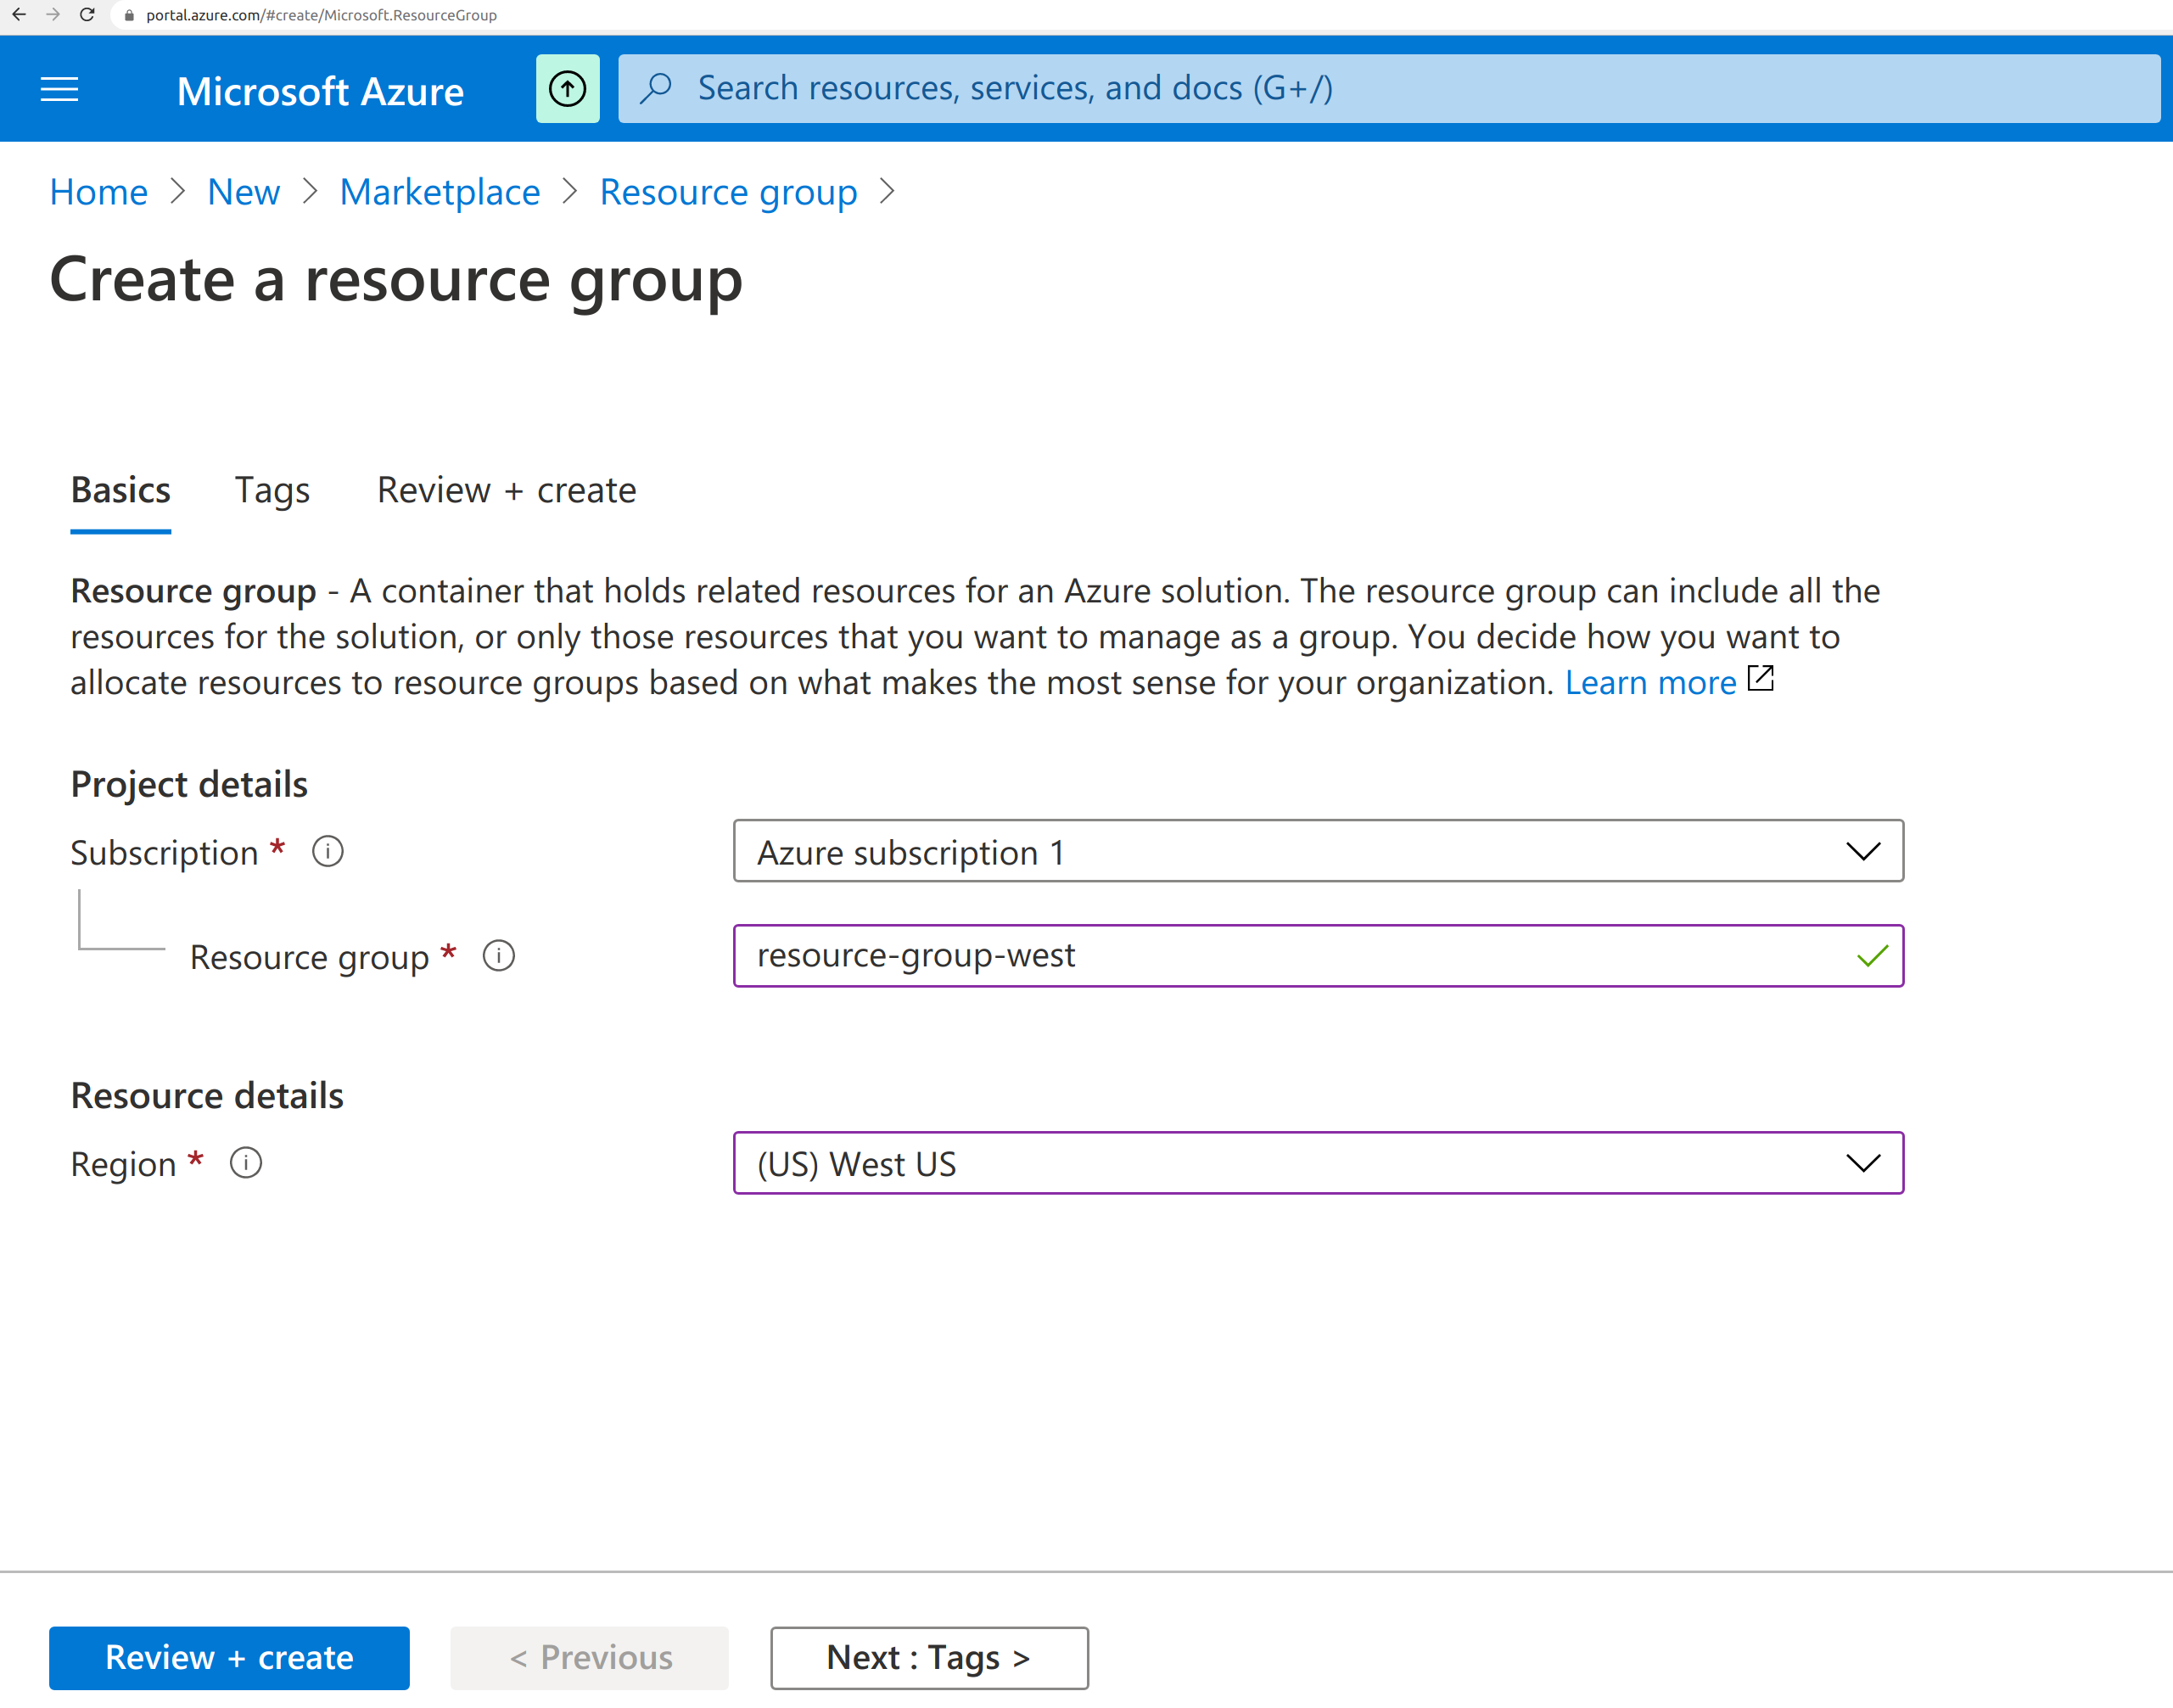 portal.azure.com/#create/Microsoft.ResourceGroup
Microsoft Azure
Search resources, services, and docs (G+/)
Home > New > Marketplace > Resource group >
Create a resource group
Basics Tags Review + create
Resource group - A container that holds related resources for an Azure solution. The resource group can include all the
resources for the solution, or only those resources that you want to manage as a group. You decide how you want to
allocate resources to resource groups based on what makes the most sense for your organization. Learn more
Project details
Subscription * Azure subscription 1
Resource group * resource-group-west
Resource details
Region * (US) West US
Review + create < Previous Next : Tags >